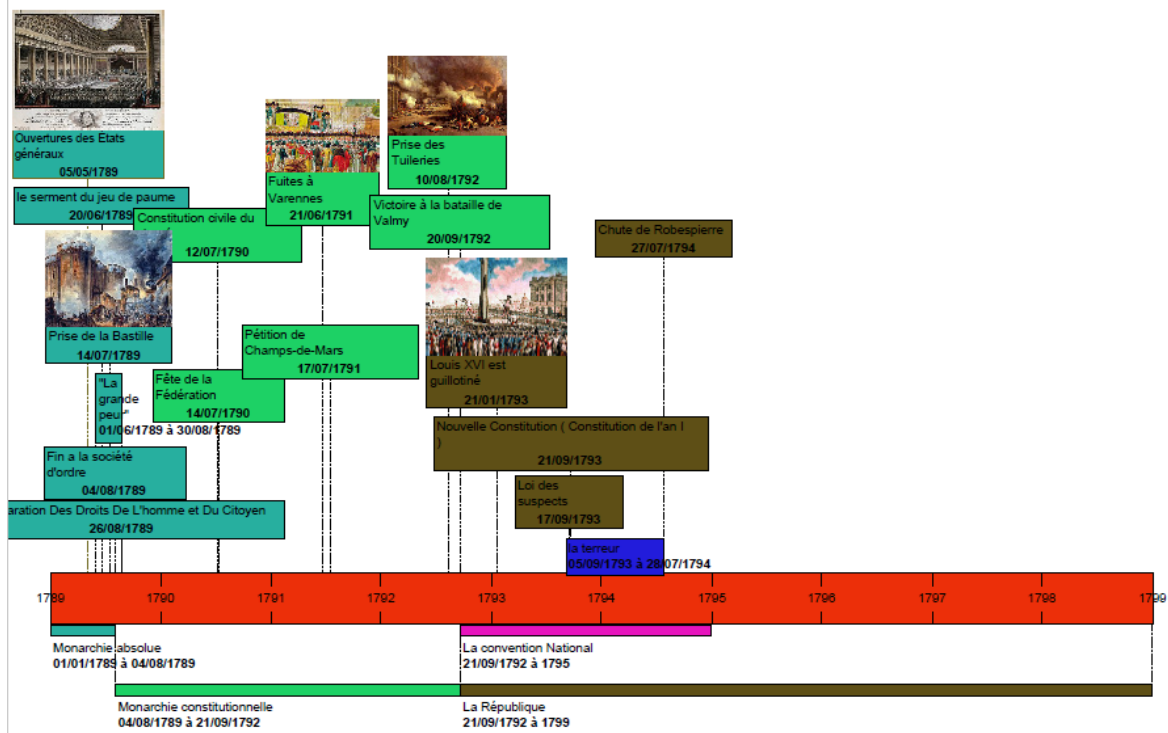 Ouvertures des États
généraux
05/05/1789
le serment du jeu de paume
20/06/1789
Constitution civile du
12/07/1790
Fuites à
Varennes
21/06/1791
Prise des
Tuileries
10/08/1792
Victoire à la bataille de
Valmy
20/09/1792
Chute de Robespierre
27/07/1794
Prise de la Bastille
14/07/1789
Pétition de
Champs-de-Mars
17/07/1791
Louis XVI est
guillotiné
21/01/1793
"La
grande
peur"
01/06/1789 à 30/08/1789
Fête de la
Fédération
14/07/1790
Nouvelle Constitution ( Constitution de l'an I
)
21/09/1793
Fin a la société
d'ordre
04/08/1789
Loi des
suspects
17/09/1793
aration Des Droits De L'homme et Du Citoyen
26/08/1789
la terreur
05/09/1793 à 28/07/1794
1789 1790 1791 1792 1793 1794 1795 1796 1797 1798 1799
Monarchie absolue
01/01/1789 à 04/08/1789
La convention National
21/09/1792 à 1795
Monarchie constitutionnelle
04/08/1789 à 21/09/1792
La République
21/09/1792 à 1799